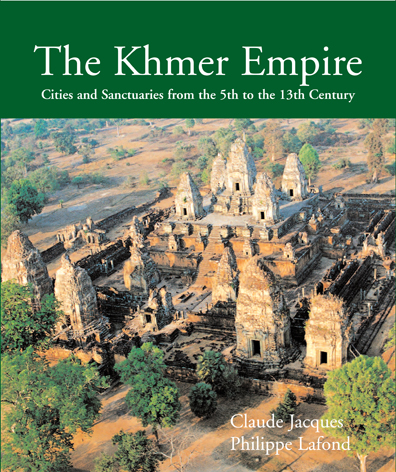 The Khmer Empire
Cities and Sanctuaries from the 5th to the 13th Century
Claude Jacques
Philippe Lafond